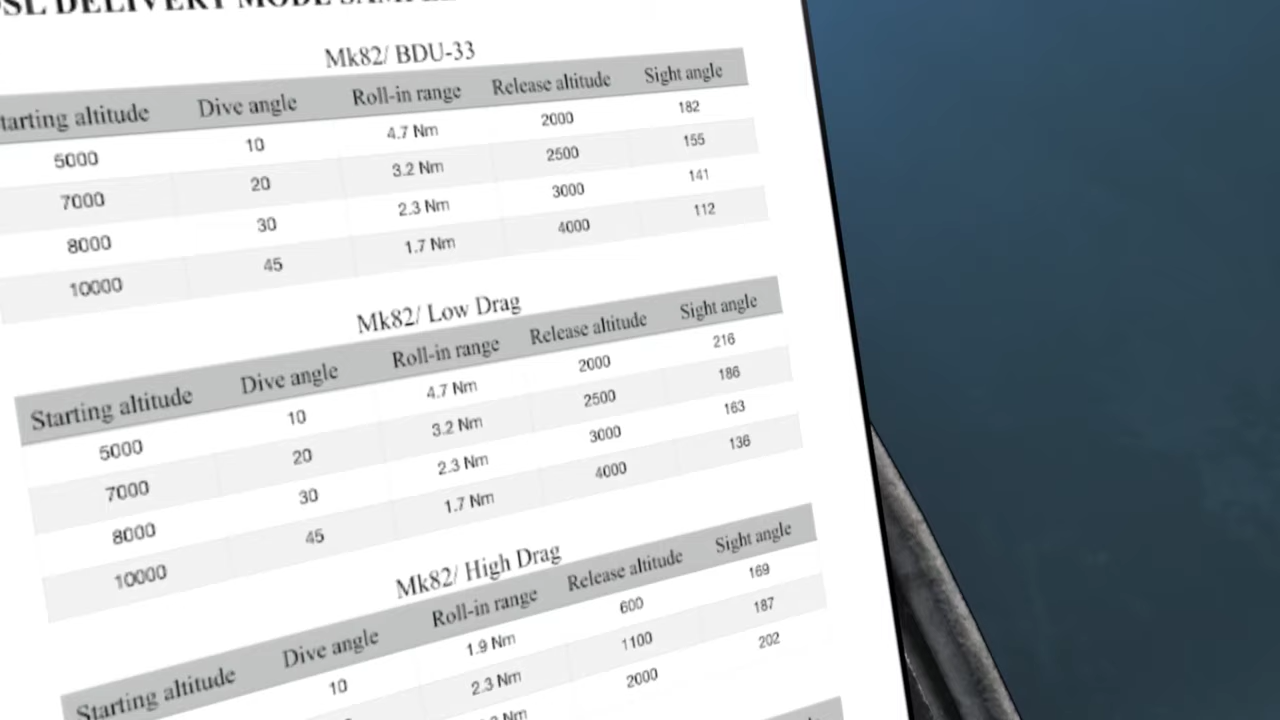 DELIVERY MODE
Mk82/ BDU-33
Starting altitude Dive angle Roll-in range Release altitude Sight angle
5000 10 4.7 Nm 2000 182
7000 20 3.2 Nm 2500 155
8000 30 2.3 Nm 3000 141
10000 45 1.7 Nm 4000 112
Mk82/ Low Drag
Starting altitude Dive angle Roll-in range Release altitude Sight angle
5000 10 4.7 Nm 2000 216
7000 20 3.2 Nm 2500 186
8000 30 2.3 Nm 3000 163
10000 45 1.7 Nm 4000 136
Mk82/ High Drag
Starting altitude Dive angle Roll-in range Release altitude Sight angle
10 1.9 Nm 600 169
2.3 Nm 1100 187
Nm 2000 202